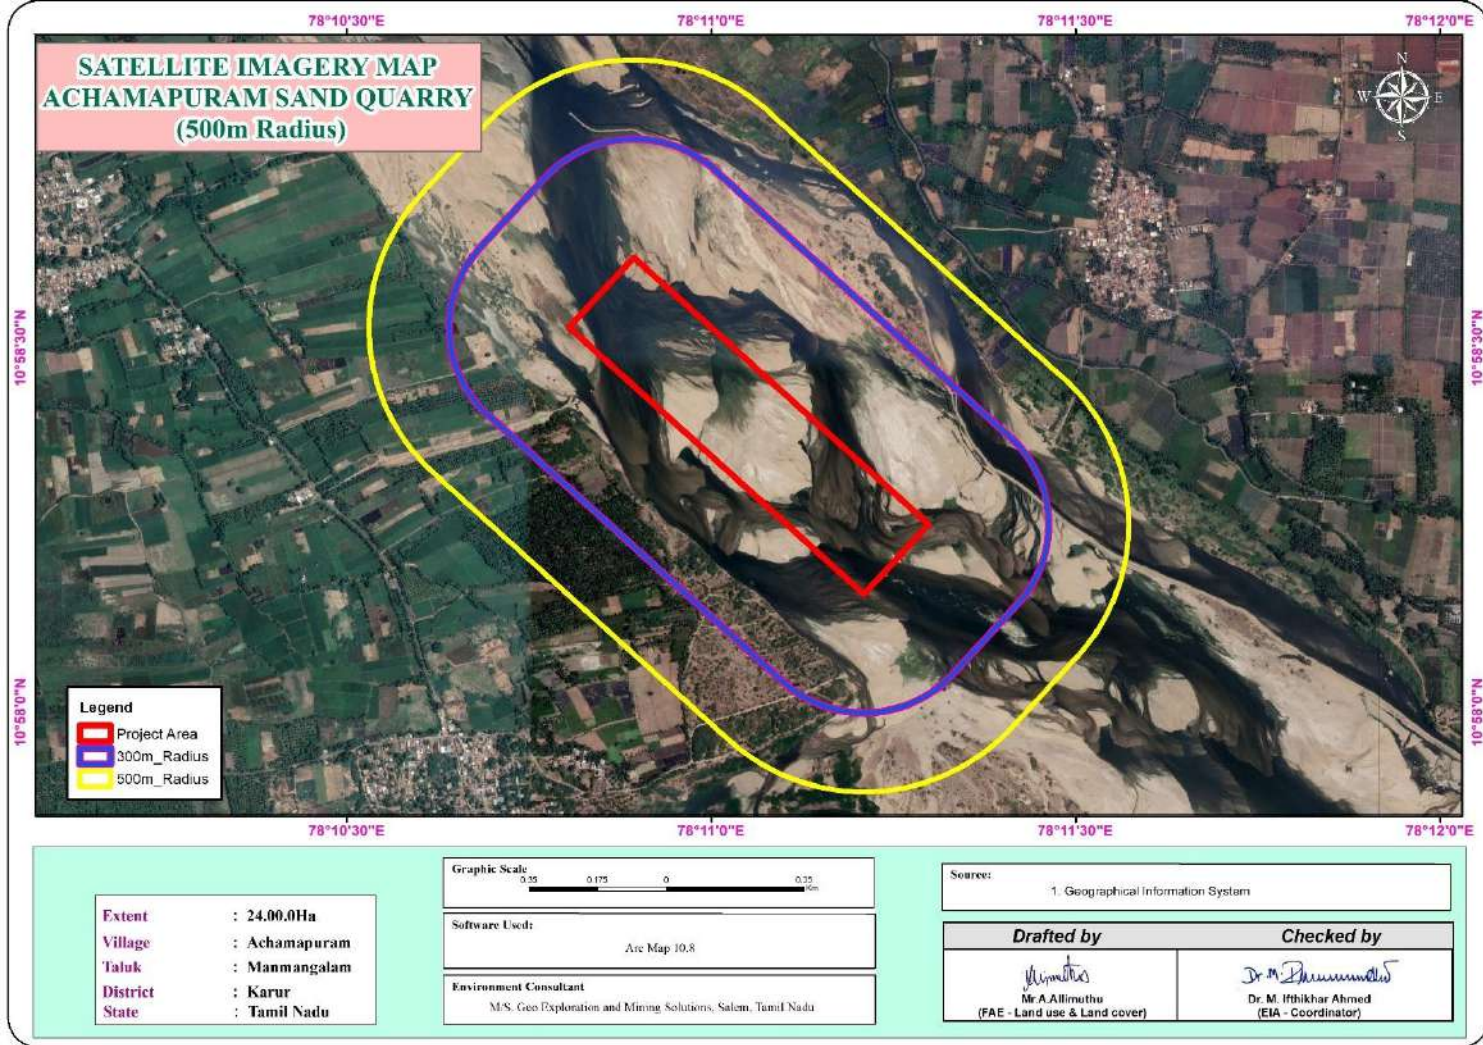 78°10'30"E 78°11'0"E 78°11'30"E 78°12'0"E
SATELLITE IMAGERY MAP
ACHAMAPURAM SAND QUARRY
(500m Radius)
N
W E
S
10°58'30"N 10°58'30"N
10°58'0"N 10°58'0"N
Legend
Project Area
300m_Radius
500m_Radius
78°10'30"E 78°11'0"E 78°11'30"E 78°12'0"E
Extent : 24.00.0Ha
Village : Achamapuram
Taluk : Manmangalam
District : Karur
State : Tamil Nadu
Graphic Scale
0.35 0.175 0 0.35
Km
Software Used:
Arc Map 10.8
Environment Consultant
M/S. Geo Exploration and Mining Solutions, Salem, Tamil Nadu
Source:
1. Geographical Information System
Drafted by Checked by
Mr.A.Allimuthu
(FAE - Land use & Land cover)
Dr. M. Ifthikhar Ahmed
(EIA - Coordinator)